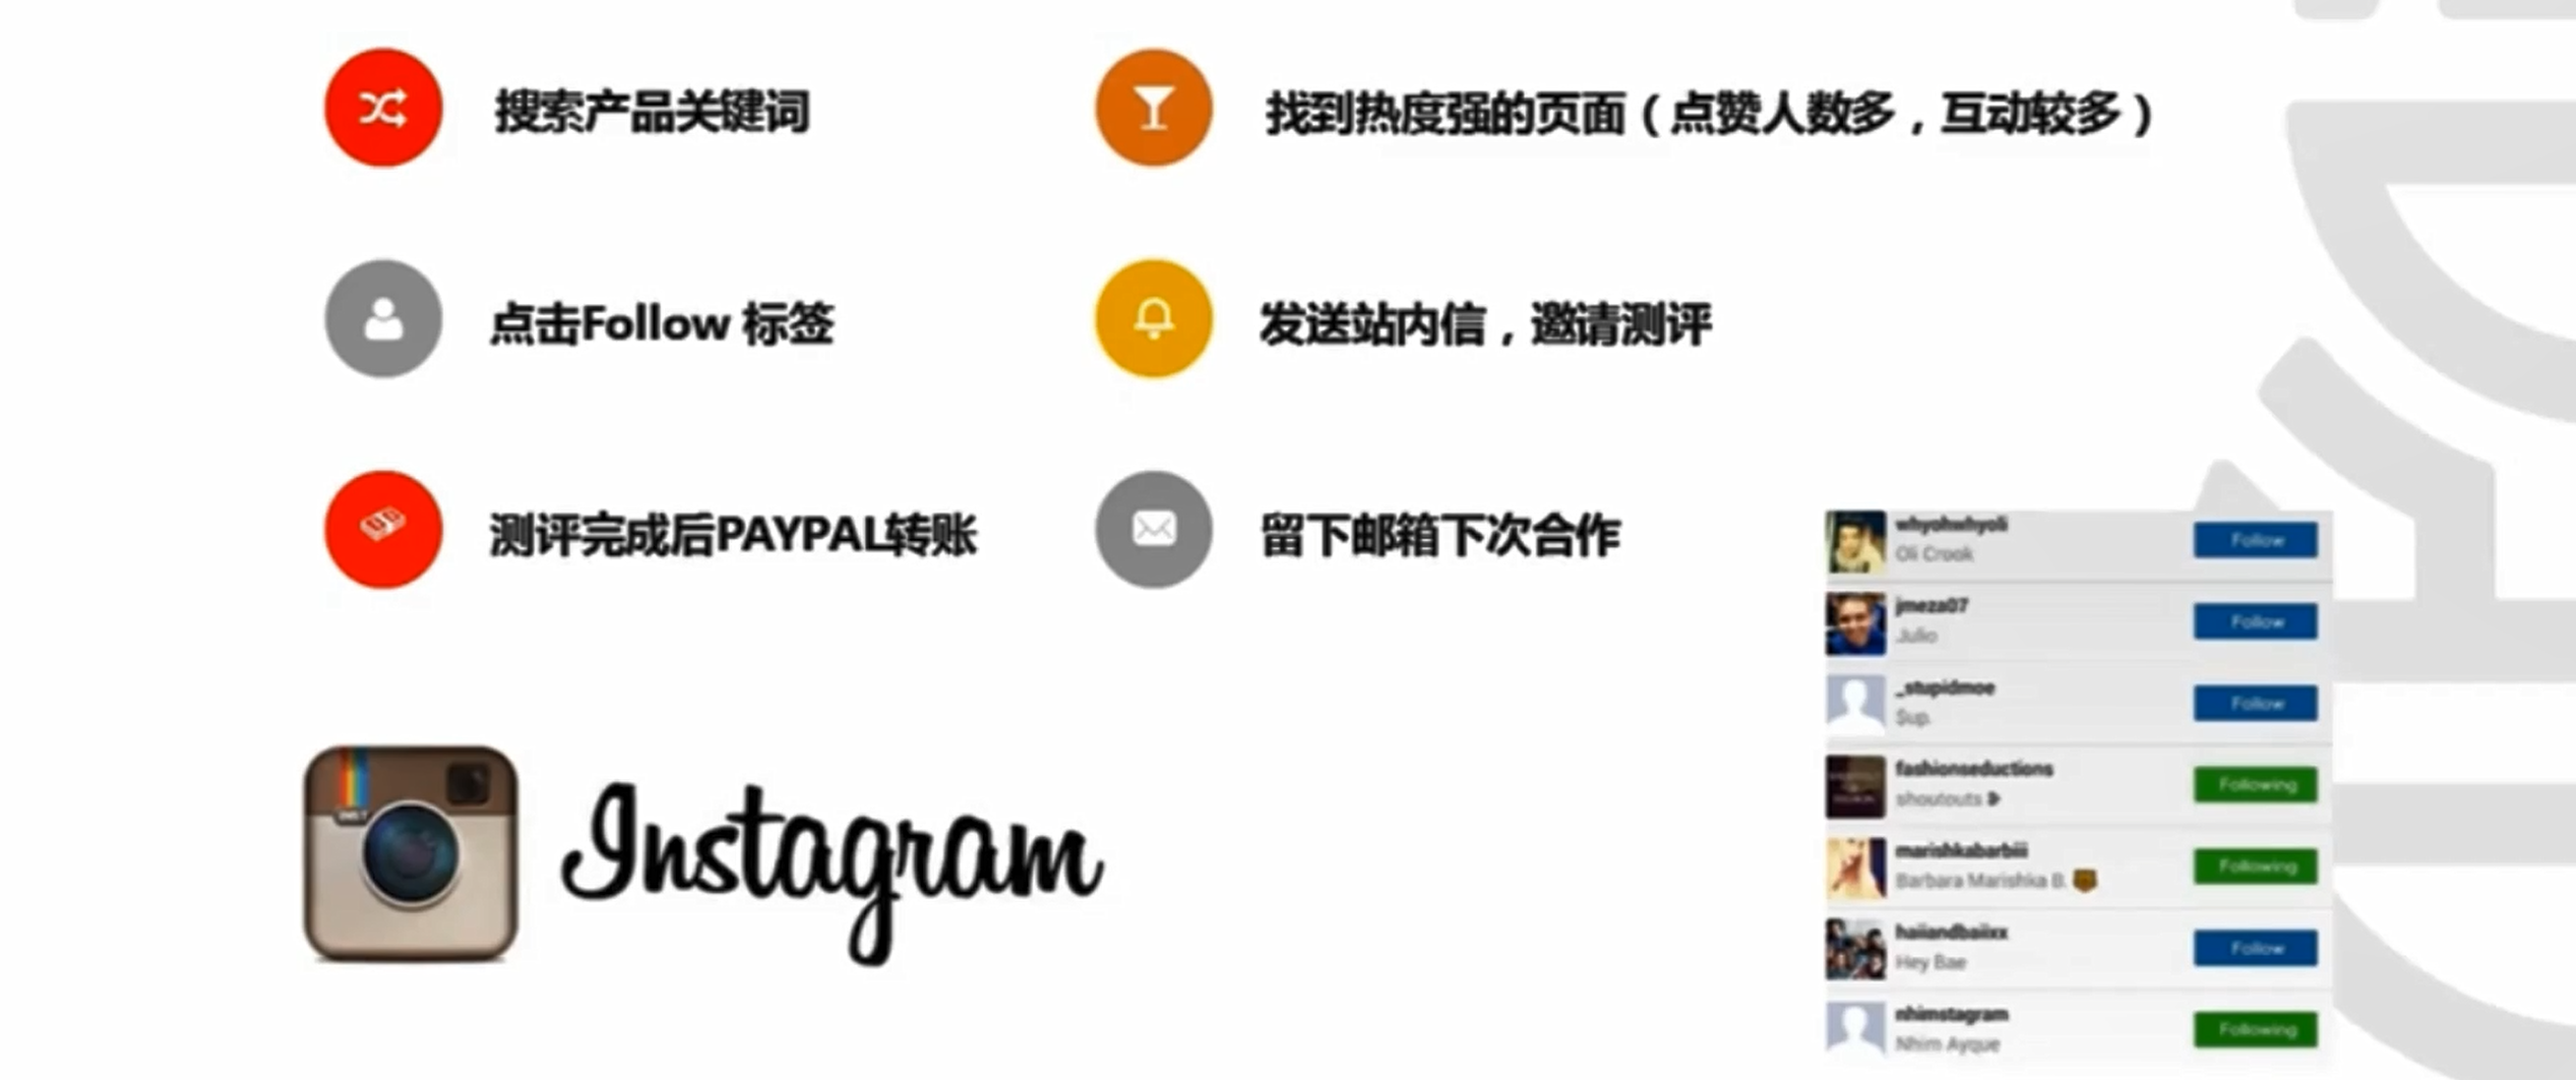 搜索产品关键词
找到热度强的页面（点赞人数多，互动较多）
点击Follow 标签
发送站内信，邀请测评
测评完成后PAYPAL转账
留下邮箱下次合作
Instagram
whyohwhyoli
Oli Crook
Follow
jmeza07
Julio
Follow
_stupidmoe
Sup.
Follow
fashionseductions
shoutouts
Following
marishkabarbiii
Barbara Marishka B.
Following
haiiandbaiixx
Hey Bae
Follow
nhimstagram
Nhim Ayque
Following